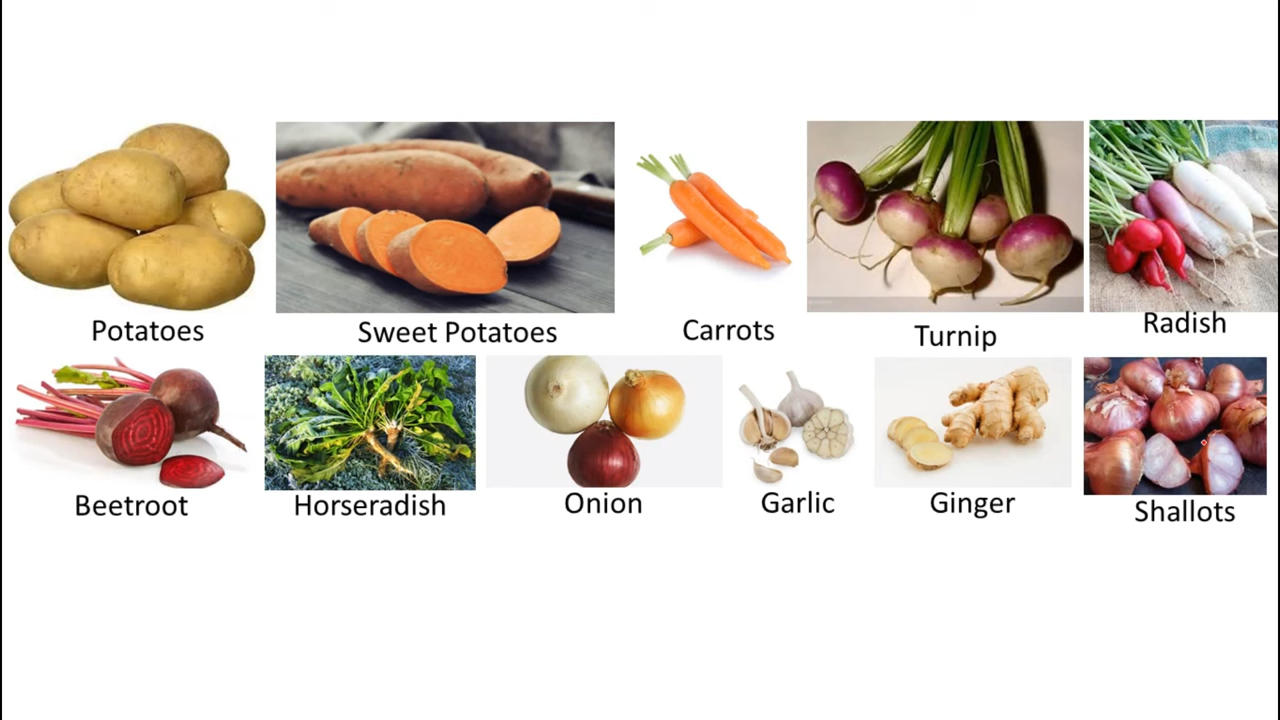 Potatoes
Sweet Potatoes
Carrots
Turnip
Radish
Beetroot
Horseradish
Onion
Garlic
Ginger
Shallots